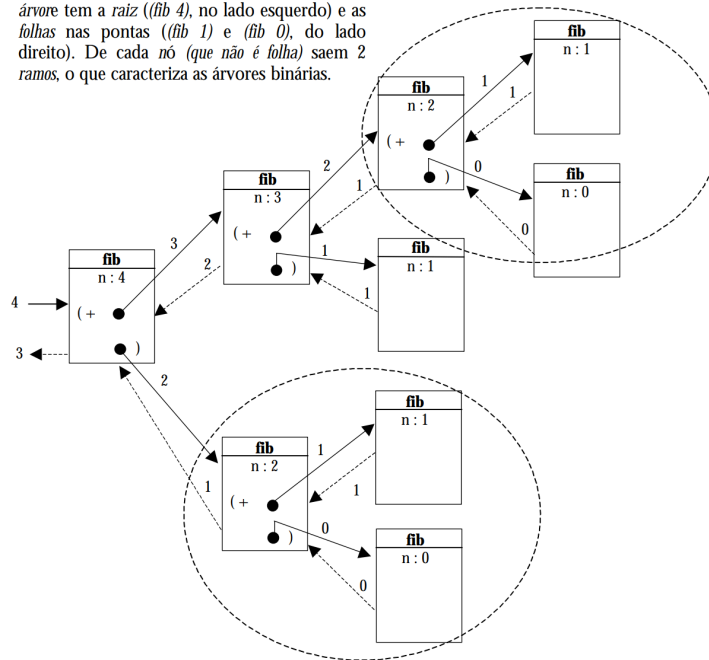 árvore tem a raiz ((fib 4), no lado esquerdo) e as
folhas nas pontas ((fib 1) e (fib 0), do lado
direito). De cada nó (que não é folha) saem 2
ramos, o que caracteriza as árvores binárias.
fib
n : 1
fib
n : 2
( +
)
1
1
0
0
fib
n : 0
fib
n : 3
( +
)
2
1
1
1
fib
n : 1
fib
n : 4
( +
)
4
3
3
2
2
1
fib
n : 2
( +
)
1
1
0
0
fib
n : 1
fib
n : 0